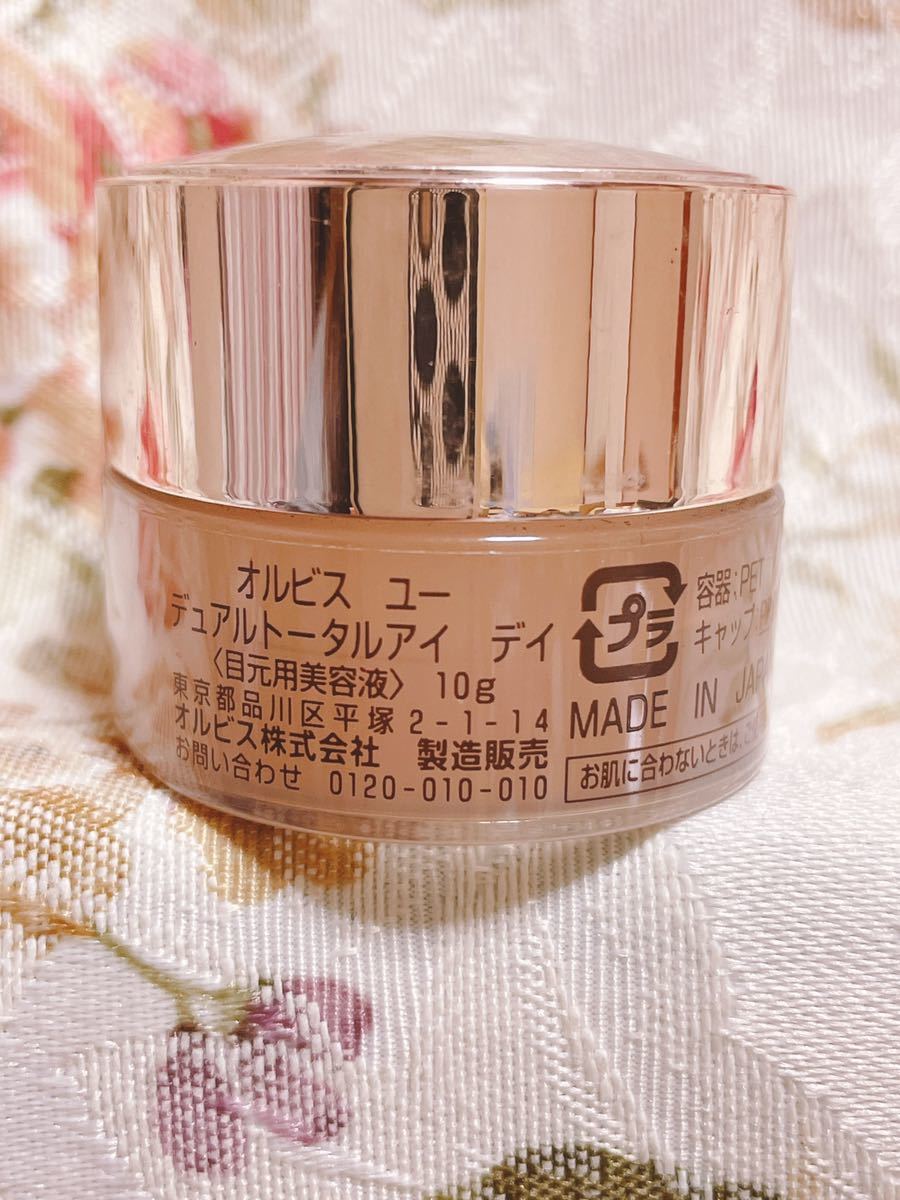 オルビス ユー
デュアルトータルアイ デイ
〈目元用美容液〉 10g
東京都品川区平塚2-1-14
オルビス株式会社 製造販売
お問い合わせ 0120-010-010
プラ
容器:PET
キャップ:
MADE IN
お肌に合わないときは、